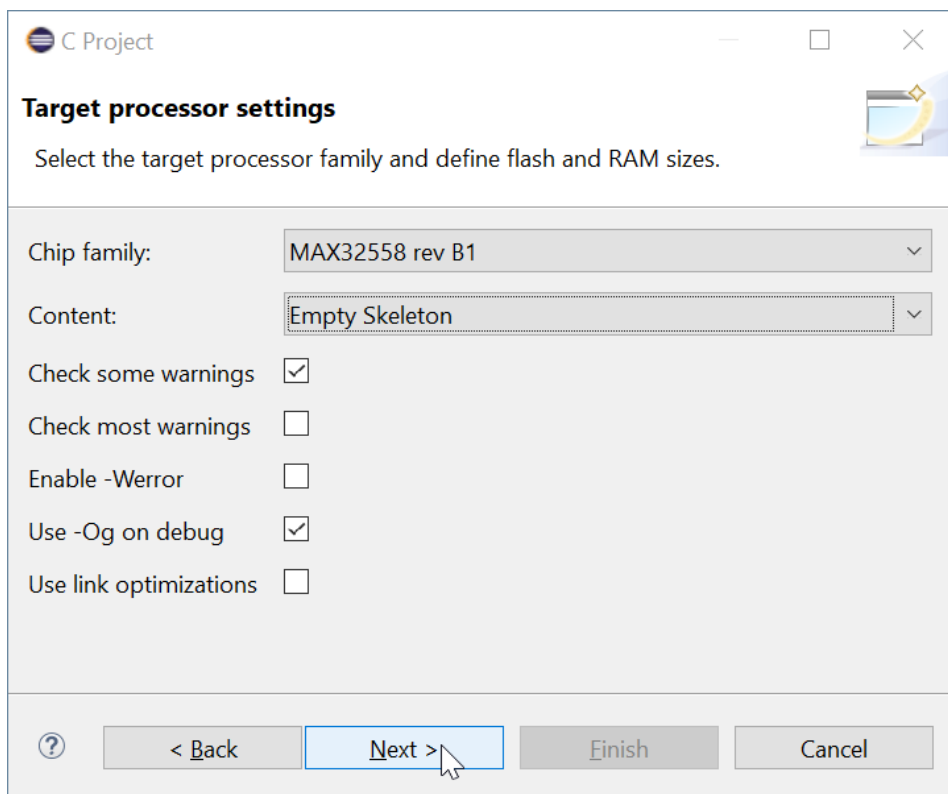 C Project
Target processor settings
Select the target processor family and define flash and RAM sizes.
Chip family: MAX32558 rev B1
Content: Empty Skeleton
Check some warnings
Check most warnings
Enable -Werror
Use -Og on debug
Use link optimizations
? < Back Next > Finish Cancel